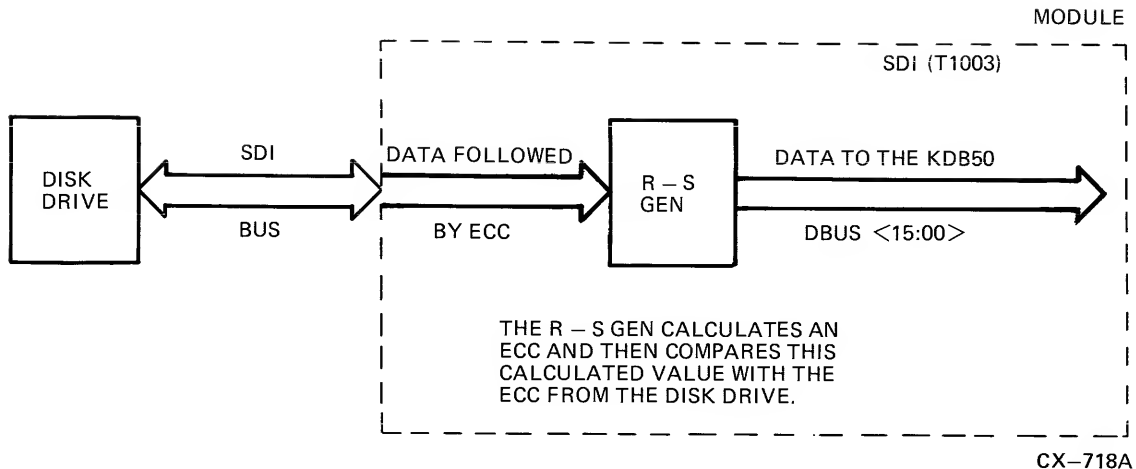 MODULE
SDI (T1003)
DISK
DRIVE
SDI
BUS
DATA FOLLOWED
BY ECC
R – S
GEN
DATA TO THE KDB50
DBUS <15:00>
THE R – S GEN CALCULATES AN
ECC AND THEN COMPARES THIS
CALCULATED VALUE WITH THE
ECC FROM THE DISK DRIVE.
CX–718A